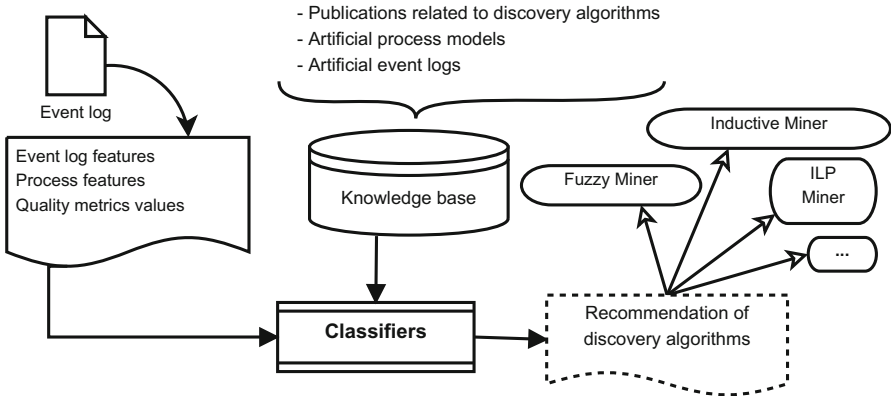 - Publications related to discovery algorithms
- Artificial process models
- Artificial event logs
Event log
Event log features
Process features
Quality metrics values
Knowledge base
Inductive Miner
Fuzzy Miner
ILP
Miner
...
Classifiers
Recommendation of
discovery algorithms